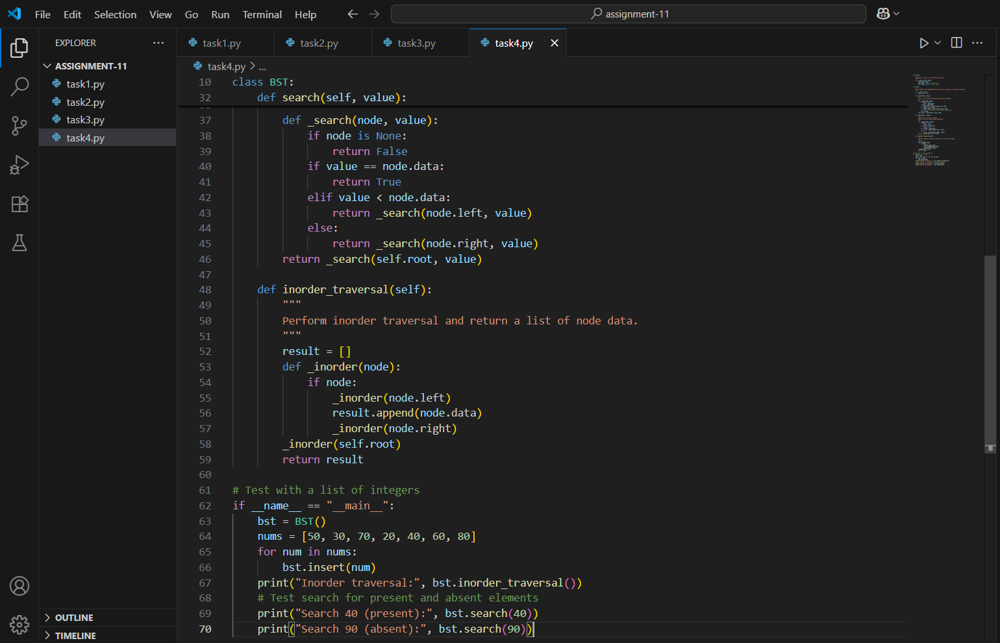 File Edit Selection View Go Run Terminal Help assignment-11
EXPLORER
ASSIGNMENT-11
task1.py
task2.py
task3.py
task4.py
OUTLINE
TIMELINE
task1.py task2.py task3.py task4.py
task4.py > ...
10 class BST:
32     def search(self, value):
37         def _search(node, value):
38             if node is None:
39                 return False
40             if value == node.data:
41                 return True
42             elif value < node.data:
43                 return _search(node.left, value)
44             else:
45                 return _search(node.right, value)
46         return _search(self.root, value)
47
48     def inorder_traversal(self):
49         """
50         Perform inorder traversal and return a list of node data.
51         """
52         result = []
53         def _inorder(node):
54             if node:
55                 _inorder(node.left)
56                 result.append(node.data)
57                 _inorder(node.right)
58         _inorder(self.root)
59         return result
60
61 # Test with a list of integers
62 if __name__ == "__main__":
63     bst = BST()
64     nums = [50, 30, 70, 20, 40, 60, 80]
65     for num in nums:
66         bst.insert(num)
67     print("Inorder traversal:", bst.inorder_traversal())
68     # Test search for present and absent elements
69     print("Search 40 (present):", bst.search(40))
70     print("Search 90 (absent):", bst.search(90))